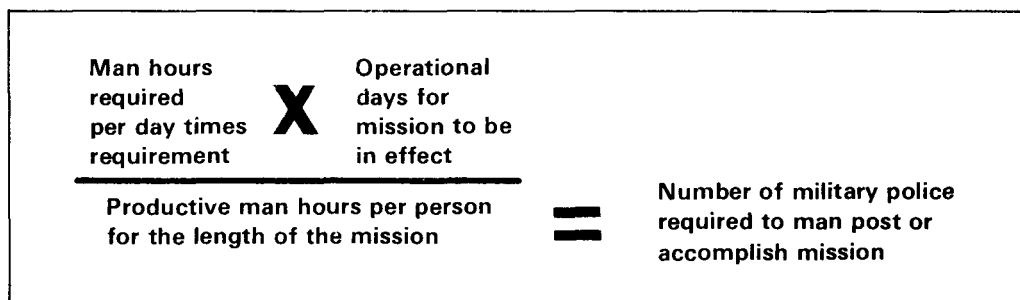 Man hours
required
per day times
requirement
X
Operational
days for
mission to be
in effect
Productive man hours per person
for the length of the mission
=
Number of military police
required to man post or
accomplish mission